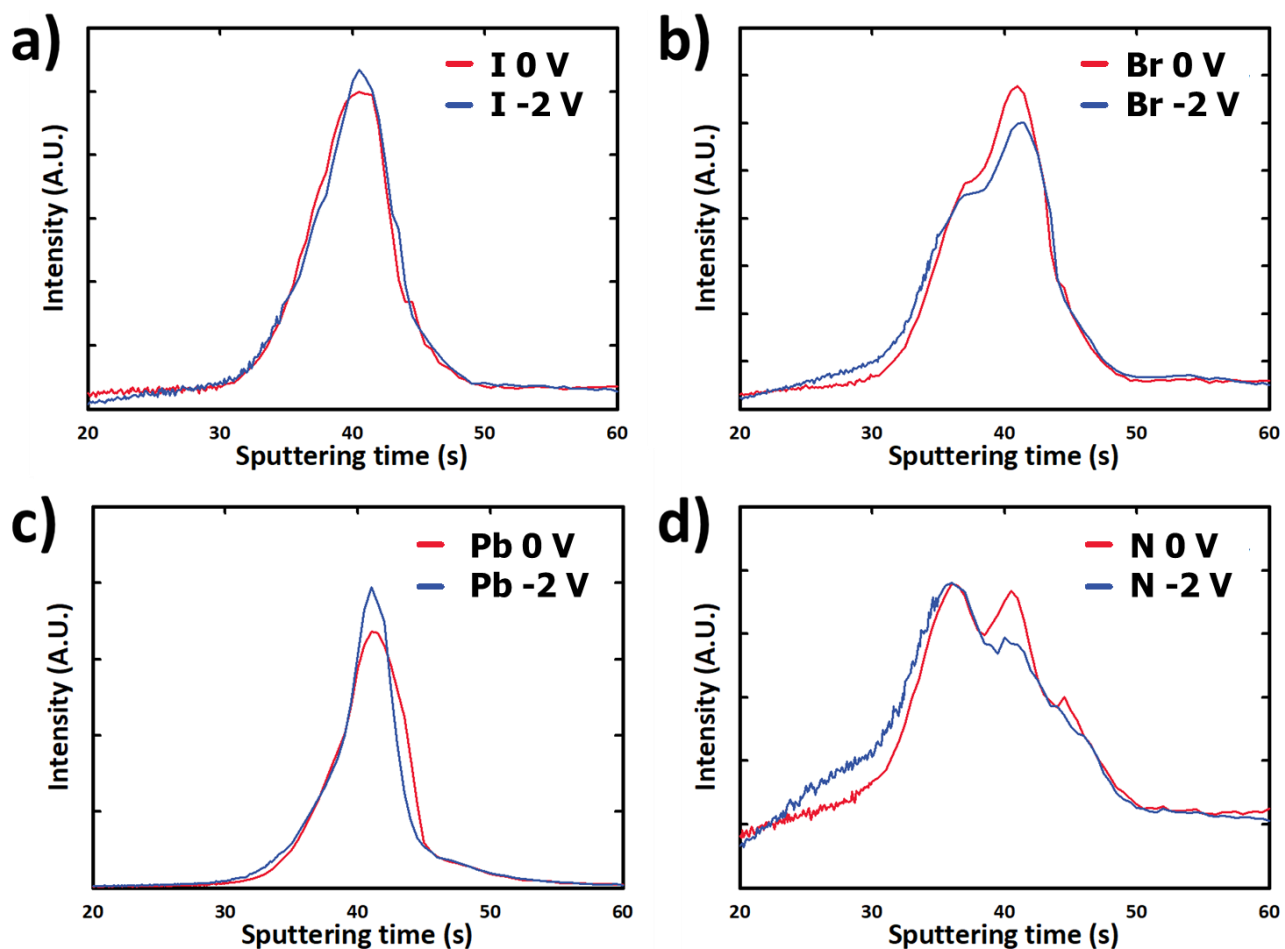 a)
I 0 V
I -2 V
Intensity (A.U.)
20 30 40 50 60
Sputtering time (s)
b)
Br 0 V
Br -2 V
Intensity (A.U.)
20 30 40 50 60
Sputtering time (s)
c)
Pb 0 V
Pb -2 V
Intensity (A.U.)
20 30 40 50 60
Sputtering time (s)
d)
N 0 V
N -2 V
Intensity (A.U.)
20 30 40 50 60
Sputtering time (s)